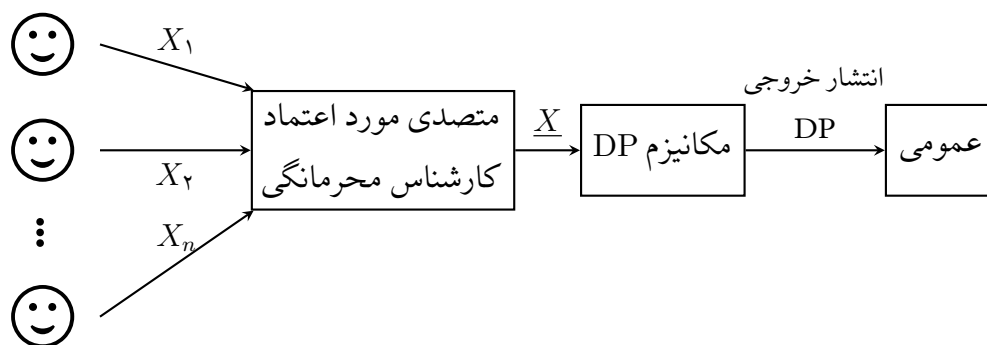 X۱
X۲
Xn
متصدی مورد اعتماد
کارشناس محرمانگی
X
مکانیزم DP
انتشار خروجی
DP
عمومی